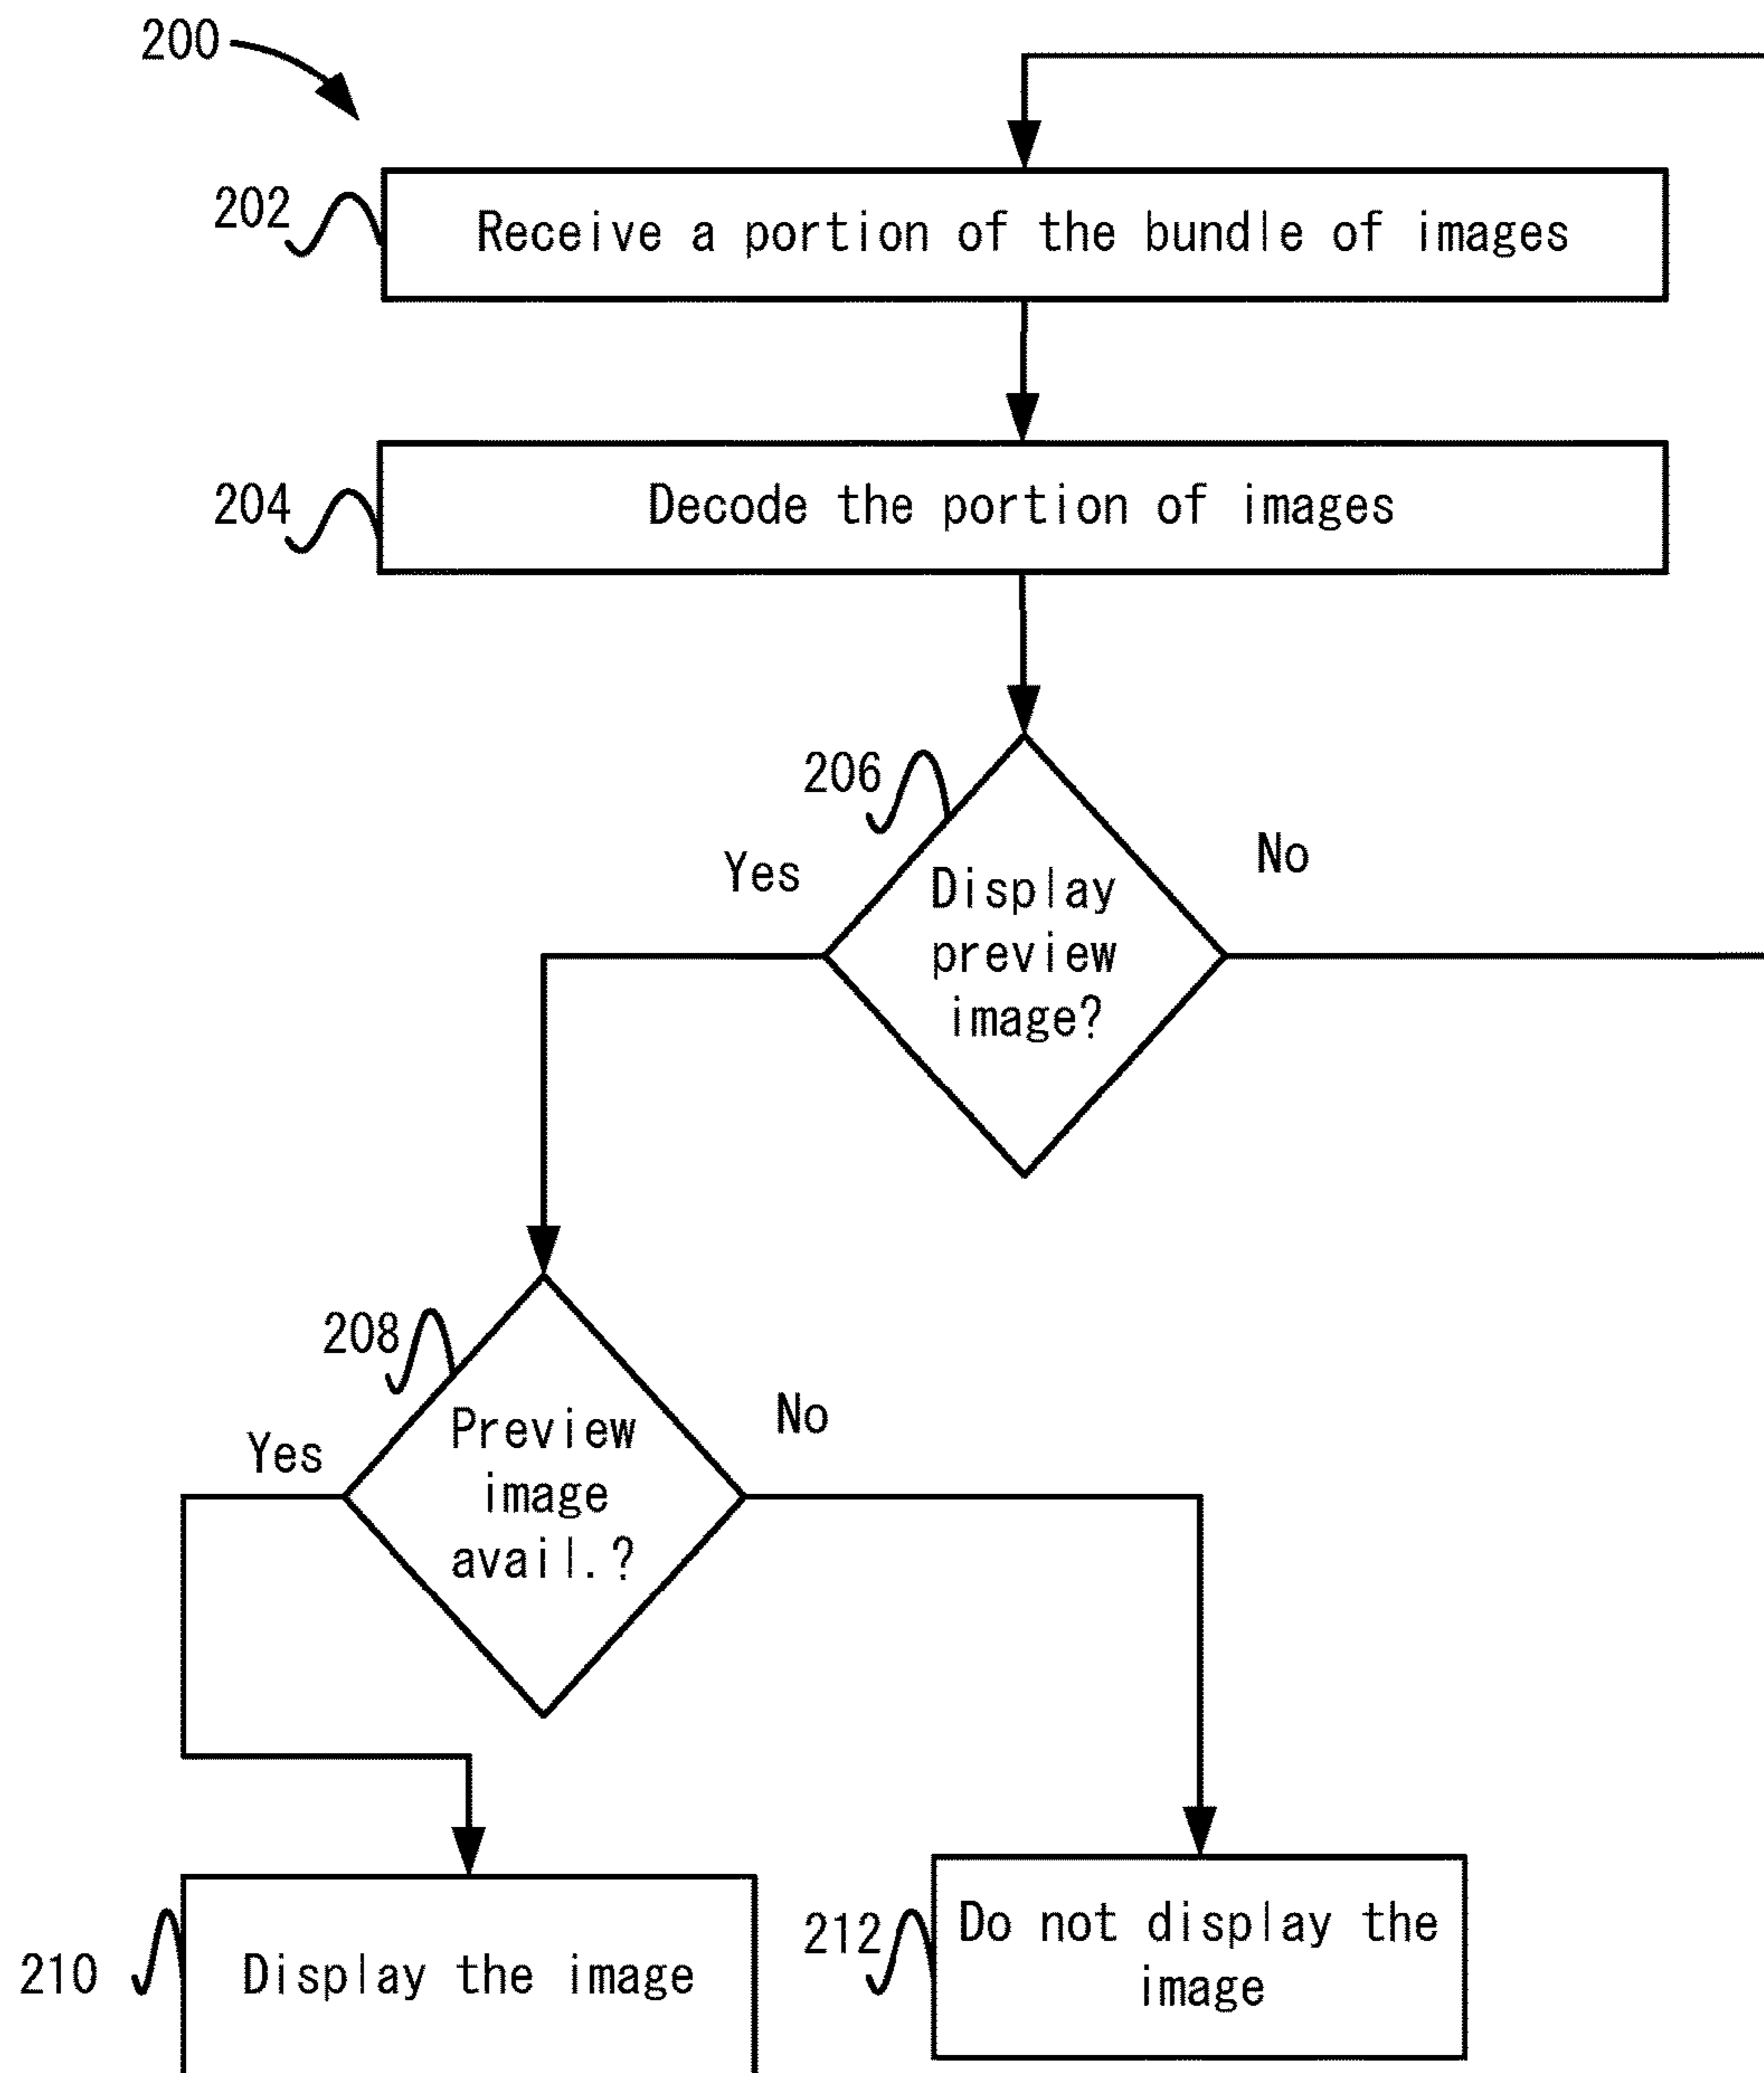 200
202
Receive a portion of the bundle of images
204
Decode the portion of images
206
Yes
No
Display
preview
image?
208
Yes
No
Preview
image
avail.?
210
Display the image
212
Do not display the
image